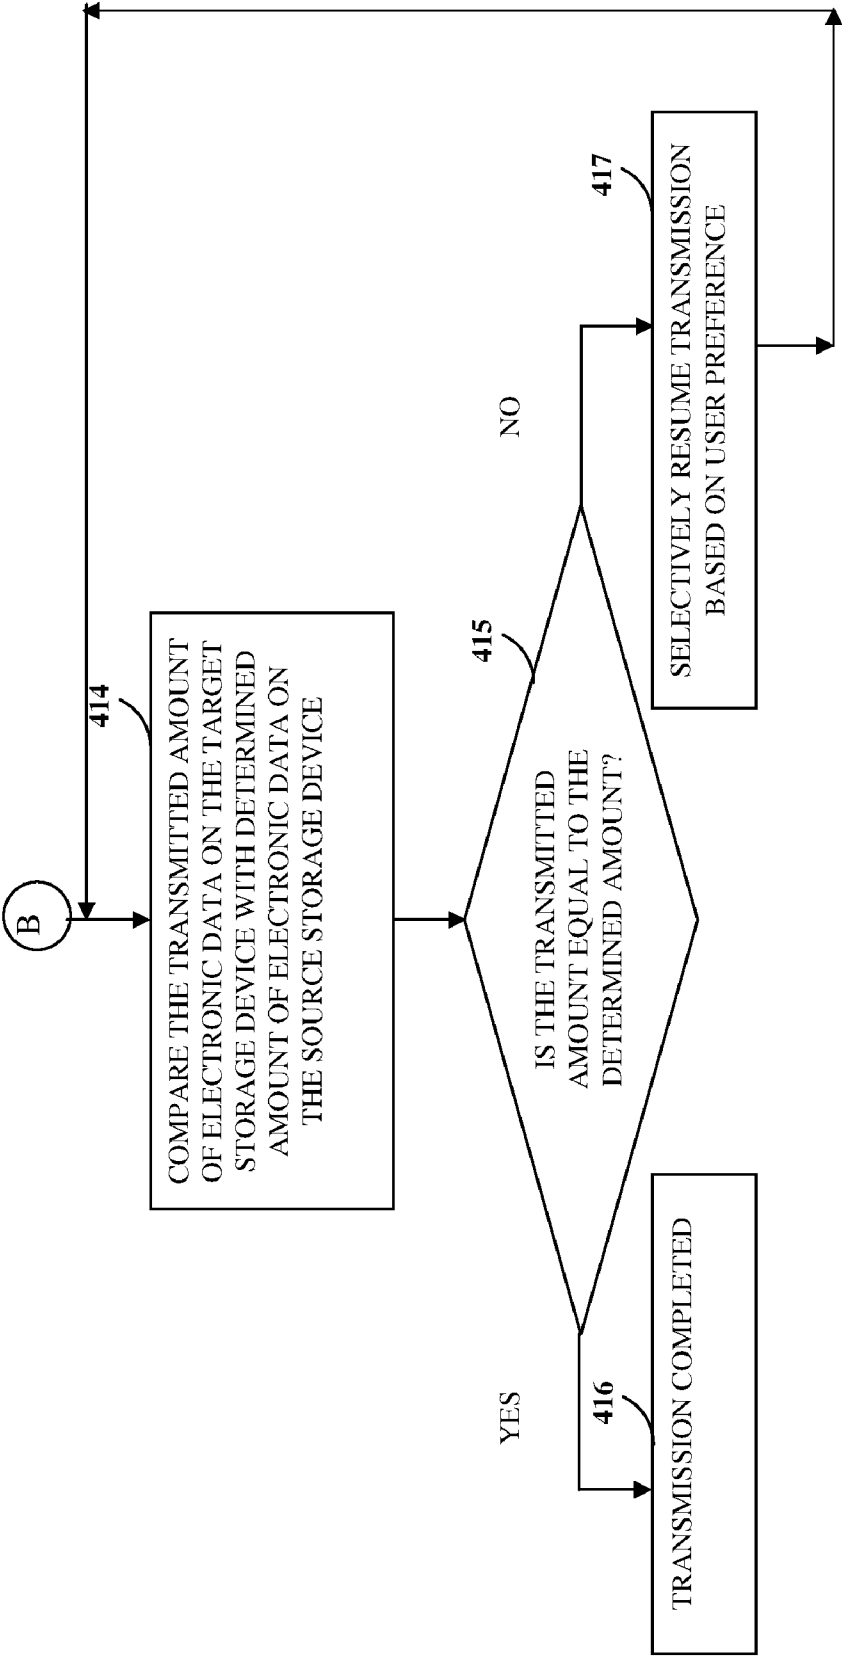 B
414
COMPARE THE TRANSMITTED AMOUNT
OF ELECTRONIC DATA ON THE TARGET
STORAGE DEVICE WITH DETERMINED
AMOUNT OF ELECTRONIC DATA ON
THE SOURCE STORAGE DEVICE
415
IS THE TRANSMITTED
AMOUNT EQUAL TO THE
DETERMINED AMOUNT?
YES
NO
416
TRANSMISSION COMPLETED
417
SELECTIVELY RESUME TRANSMISSION
BASED ON USER PREFERENCE